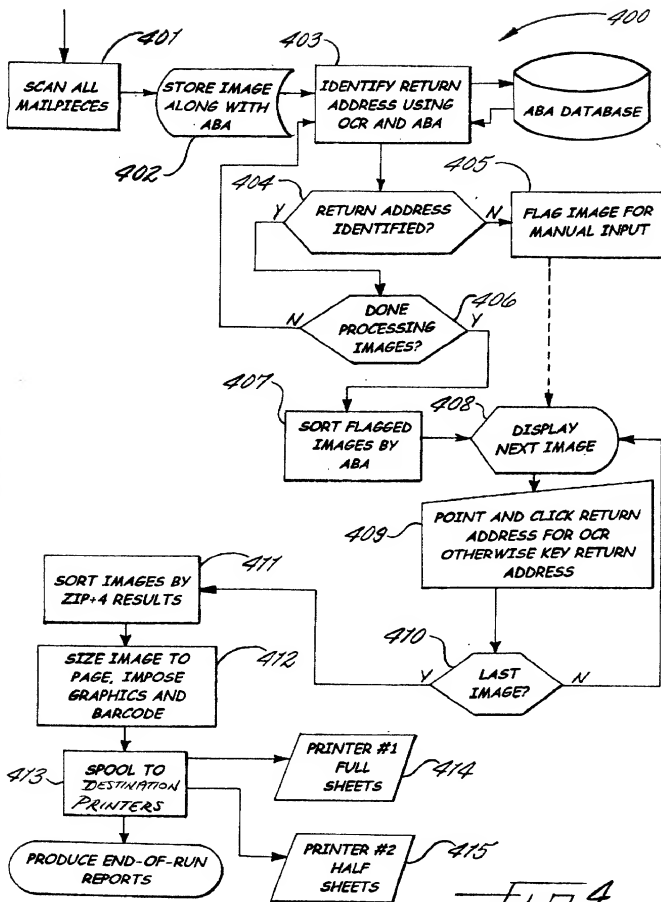 400
401
SCAN ALL
MAILPIECES
402
STORE IMAGE
ALONG WITH
ABA
403
IDENTIFY RETURN
ADDRESS USING
OCR AND ABA
ABA DATABASE
404
RETURN ADDRESS
IDENTIFIED?
Y
N
405
FLAG IMAGE FOR
MANUAL INPUT
406
DONE
PROCESSING
IMAGES?
N
Y
407
SORT FLAGGED
IMAGES BY
ABA
408
DISPLAY
NEXT IMAGE
409
POINT AND CLICK RETURN
ADDRESS FOR OCR
OTHERWISE KEY RETURN
ADDRESS
410
LAST
IMAGE?
Y
N
411
SORT IMAGES BY
ZIP+4 RESULTS
412
SIZE IMAGE TO
PAGE, IMPOSE
GRAPHICS AND
BARCODE
413
SPOOL TO
DESTINATION
PRINTERS
PRINTER #1
FULL
SHEETS
414
PRINTER #2
HALF
SHEETS
415
PRODUCE END-OF-RUN
REPORTS
4